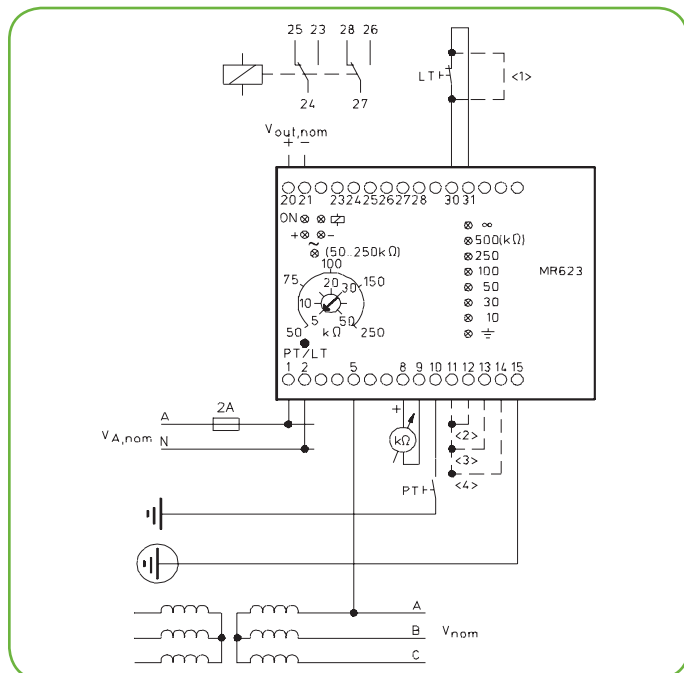 25 23 28 26
LT <1>
24 27
Vout,nom
+ −
20 21 23 24 25 26 27 28 30 31
ON ∞
+ − 500(kΩ)
~ (50..250kΩ) 250
100 100 MR623
75 20 30 150 50
10 30
5 50 10
50 kΩ 250
PT/LT
1 2 5 8 9 10 11 12 13 14 15
2A
A + <2>
VA,nom kΩ <3>
N <4>
PT
A
B Vnom
C